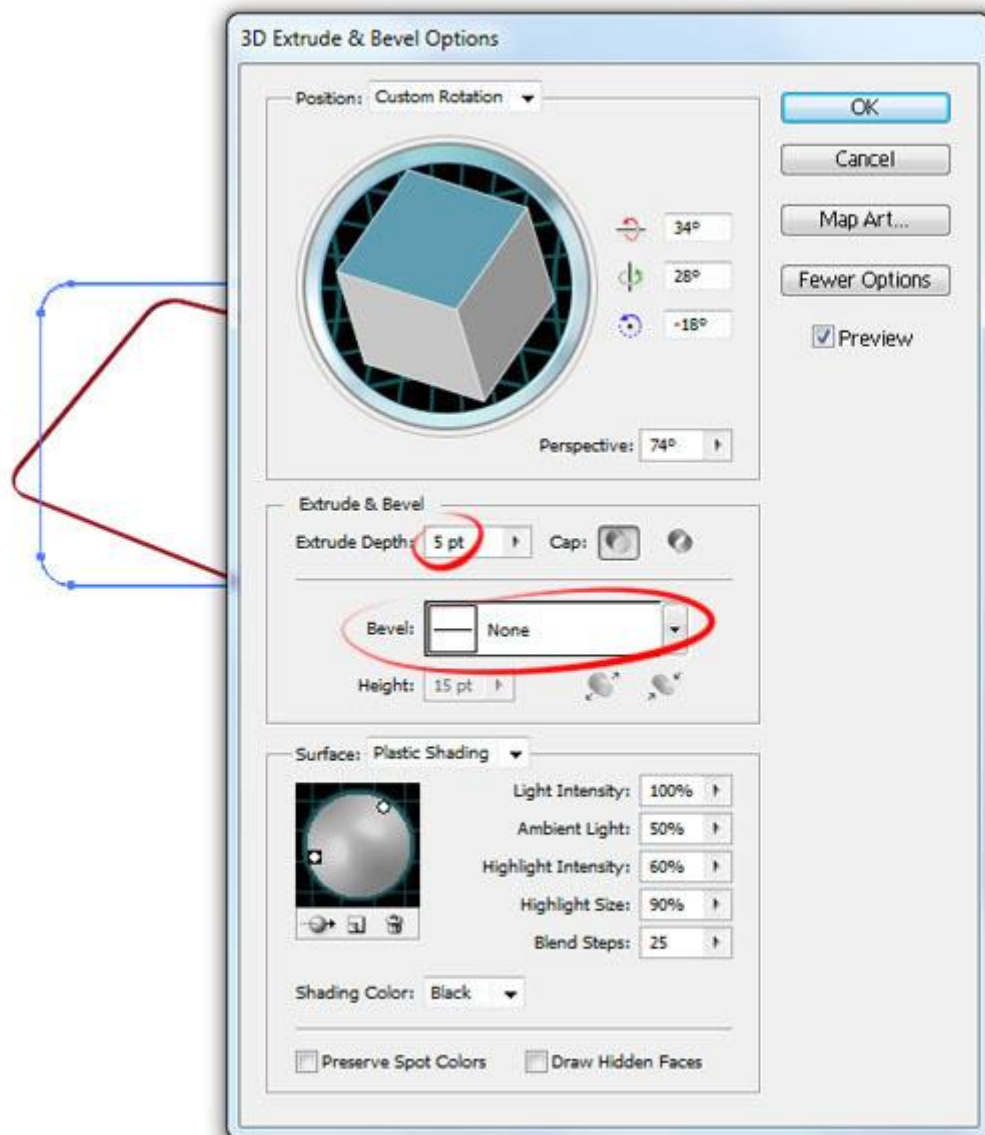 3D Extrude & Bevel Options
Position: Custom Rotation
OK
Cancel
Map Art...
Fewer Options
Preview
34°
28°
-18°
Perspective: 74°
Extrude & Bevel
Extrude Depth: 5 pt Cap:
Bevel: None
Height: 15 pt
Surface: Plastic Shading
Light Intensity: 100%
Ambient Light: 50%
Highlight Intensity: 60%
Highlight Size: 90%
Blend Steps: 25
Shading Color: Black
Preserve Spot Colors Draw Hidden Faces